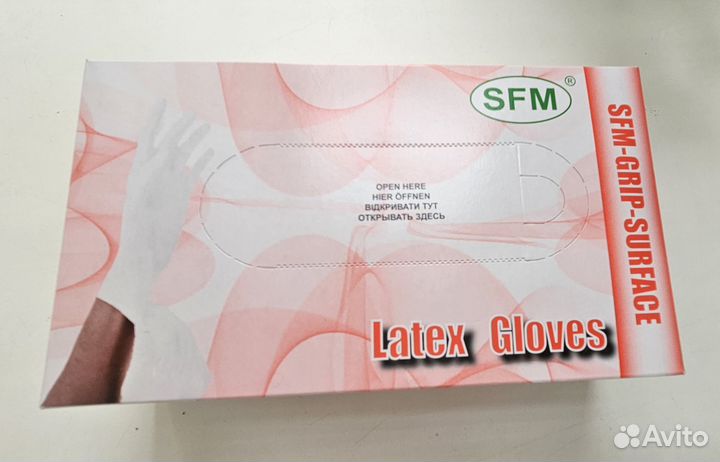 SFM®
SFM-GRIP-SURFACE
OPEN HERE
HIER ÖFFNEN
ВІДКРИВАТИ ТУТ
ОТКРЫВАТЬ ЗДЕСЬ
Latex Gloves
Avito